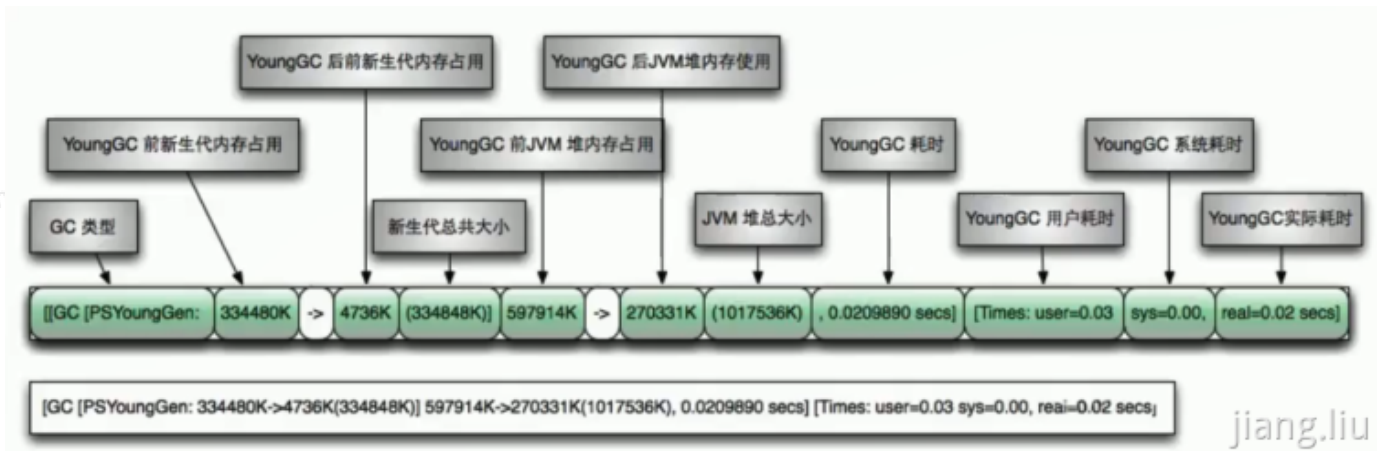 YoungGC 后前新生代内存占用
YoungGC 后JVM堆内存使用
YoungGC 前新生代内存占用
YoungGC 前JVM 堆内存占用
YoungGC 耗时
YoungGC 系统耗时
GC 类型
新生代总共大小
JVM 堆总大小
YoungGC 用户耗时
YoungGC实际耗时
[[GC [PSYoungGen: 334480K -> 4736K (334848K)] 597914K -> 270331K (1017536K) , 0.0209890 secs] [Times: user=0.03 sys=0.00, real=0.02 secs]
[GC [PSYoungGen: 334480K->4736K(334848K)] 597914K->270331K(1017536K), 0.0209890 secs] [Times: user=0.03 sys=0.00, real=0.02 secs]
jiang.liu